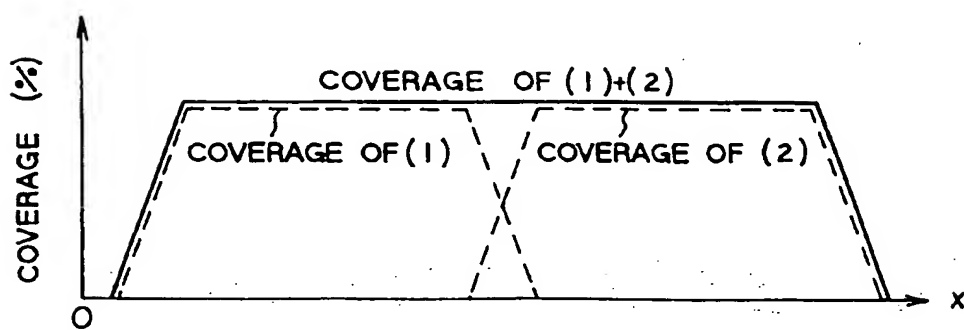 COVERAGE (%)
COVERAGE OF (1)+(2)
COVERAGE OF (1)
COVERAGE OF (2)
O
X